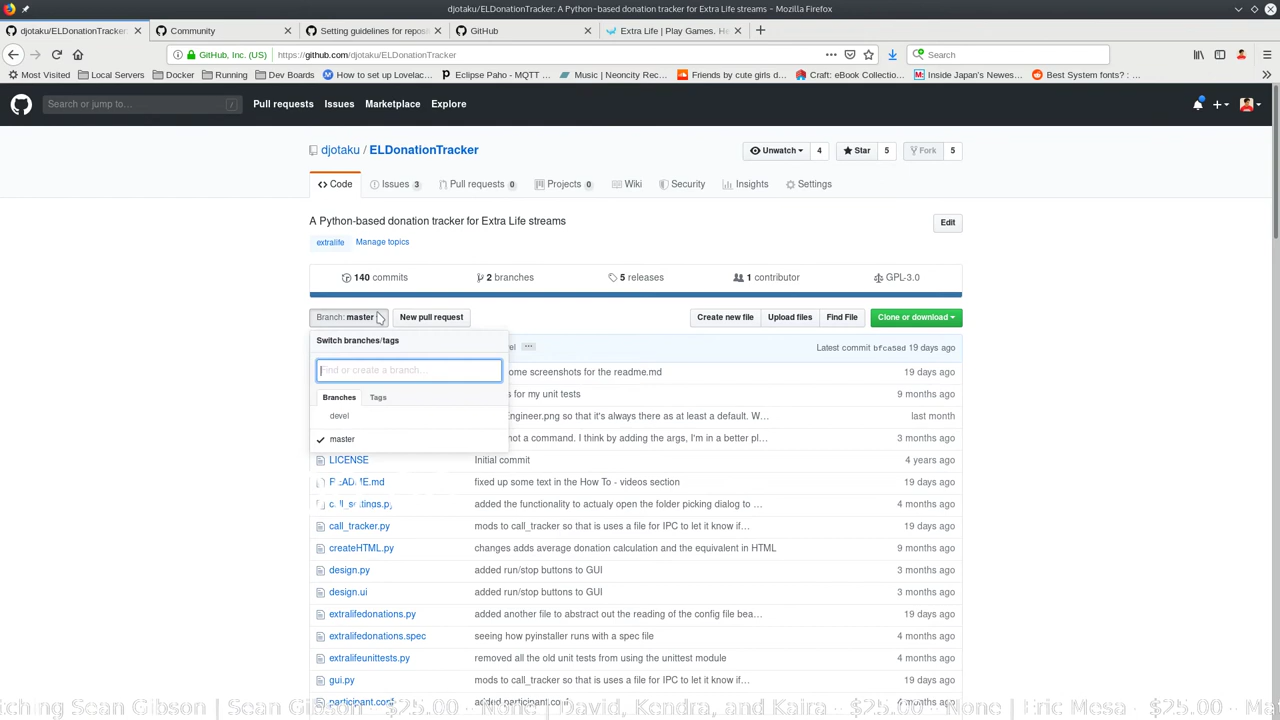 djotaku/ELDonationTracker: A Python-based donation tracker for Extra Life streams - Mozilla Firefox
djotaku/ELDonationTracker:
Community
Setting guidelines for repos
GitHub
Extra Life | Play Games. He
GitHub, Inc. (US)
https://github.com/djotaku/ELDonationTracker
Search
Most Visited
Local Servers
Docker
Running
Dev Boards
How to set up Lovelac…
Eclipse Paho - MQTT …
Music | Neoncity Rec…
Friends by cute girls d…
Craft: eBook Collectio…
Inside Japan's Newes…
Best System fonts? : …
Search or jump to…
/
Pull requests
Issues
Marketplace
Explore
djotaku / ELDonationTracker
Unwatch
4
Star
5
Fork
5
Code
Issues 3
Pull requests 0
Projects 0
Wiki
Security
Insights
Settings
A Python-based donation tracker for Extra Life streams
Edit
extralife
Manage topics
140 commits
2 branches
5 releases
1 contributor
GPL-3.0
Branch: master
New pull request
Create new file
Upload files
Find File
Clone or download
Switch branches/tags
Find or create a branch…
Branches
Tags
devel
master
Latest commit bfca58d 19 days ago
ome screenshots for the readme.md
19 days ago
s for my unit tests
9 months ago
Engineer.png so that it's always there as at least a default. W…
last month
not a command. I think by adding the args, I'm in a better pl…
3 months ago
LICENSE
Initial commit
4 years ago
README.md
fixed up some text in the How To - videos section
19 days ago
added the functionality to actualy open the folder picking dialog to …
4 months ago
call_tracker.py
mods to call_tracker so that is uses a file for IPC to let it know if…
19 days ago
createHTML.py
changes adds average donation calculation and the equivalent in HTML
9 months ago
design.py
added run/stop buttons to GUI
3 months ago
design.ui
added run/stop buttons to GUI
3 months ago
extralifedonations.py
added another file to abstract out the reading of the config file bea…
19 days ago
extralifedonations.spec
seeing how pyinstaller runs with a spec file
4 months ago
extralifeunittests.py
removed all the old unit tests from using the unittest module
4 months ago
gui.py
mods to call_tracker so that is uses a file for IPC to let it know if…
19 days ago
participant.conf
added participant.conf
4 months ago
tching Sean Gibson | Sean Gibson - $25.00 - None | David, Kendra, and Kaira - $25.00 - None | Eric Mesa - $25.00 - Ma